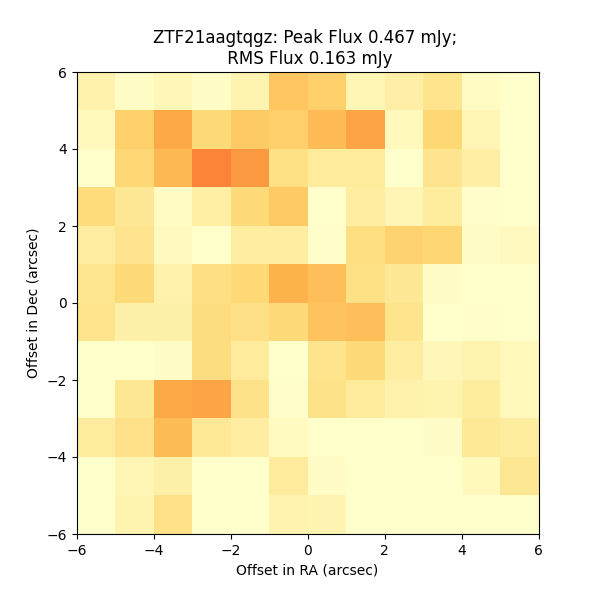 ZTF21aagtqgz: Peak Flux 0.467 mJy;
RMS Flux 0.163 mJy
6
4
2
0
−2
−4
−6
Offset in Dec (arcsec)
−6 −4 −2 0 2 4 6
Offset in RA (arcsec)